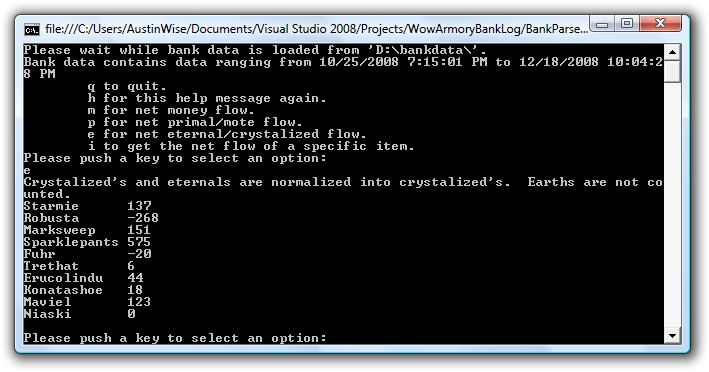 file:///C:/Users/AustinWise/Documents/Visual Studio 2008/Projects/WowArmoryBankLog/BankParse...
Please wait while bank data is loaded from 'D:\bankdata\'.
Bank data contains data ranging from 10/25/2008 7:15:01 PM to 12/18/2008 10:04:2
8 PM
q to quit.
h for this help message again.
m for net money flow.
p for net primal/mote flow.
e for net eternal/crystalized flow.
i to get the net flow of a specific item.
Please push a key to select an option:
e
Crystalized's and eternals are normalized into crystalized's.  Earths are not co
unted.
Starmie 137
Robusta -268
Marksweep 151
Sparklepants 575
Fuhr -20
Trethat 6
Erucolindu 44
Konatashoe 18
Maviel 123
Niaski 0
Please push a key to select an option: